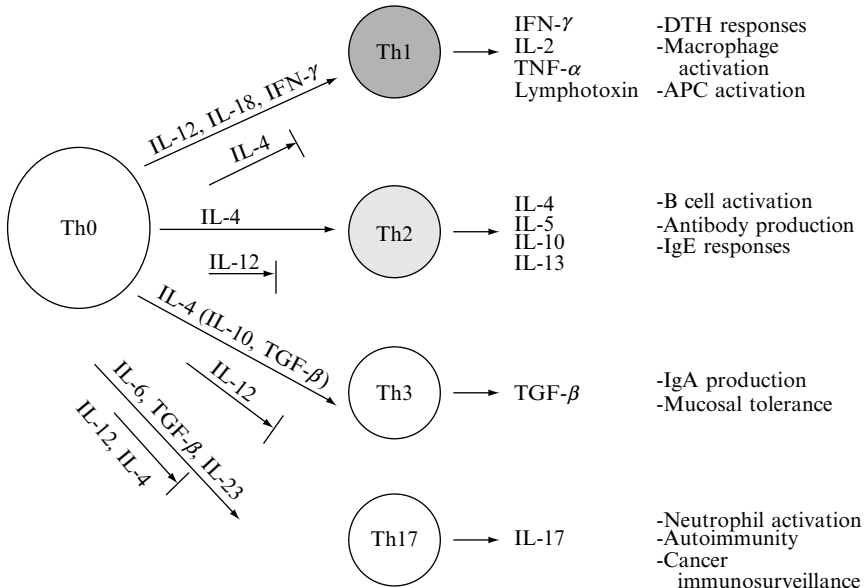 Th1
IFN-γ
IL-2
TNF-α
Lymphotoxin
-DTH responses
-Macrophage
activation
-APC activation
IL-12, IL-18, IFN-γ
IL-4
Th0
IL-4
Th2
IL-4
IL-5
IL-10
IL-13
-B cell activation
-Antibody production
-IgE responses
IL-12
IL-4 (IL-10, TGF-β)
IL-12
Th3
TGF-β
-IgA production
-Mucosal tolerance
IL-6, TGF-β, IL-23
IL-12, IL-4
Th17
IL-17
-Neutrophil activation
-Autoimmunity
-Cancer
immunosurveillance